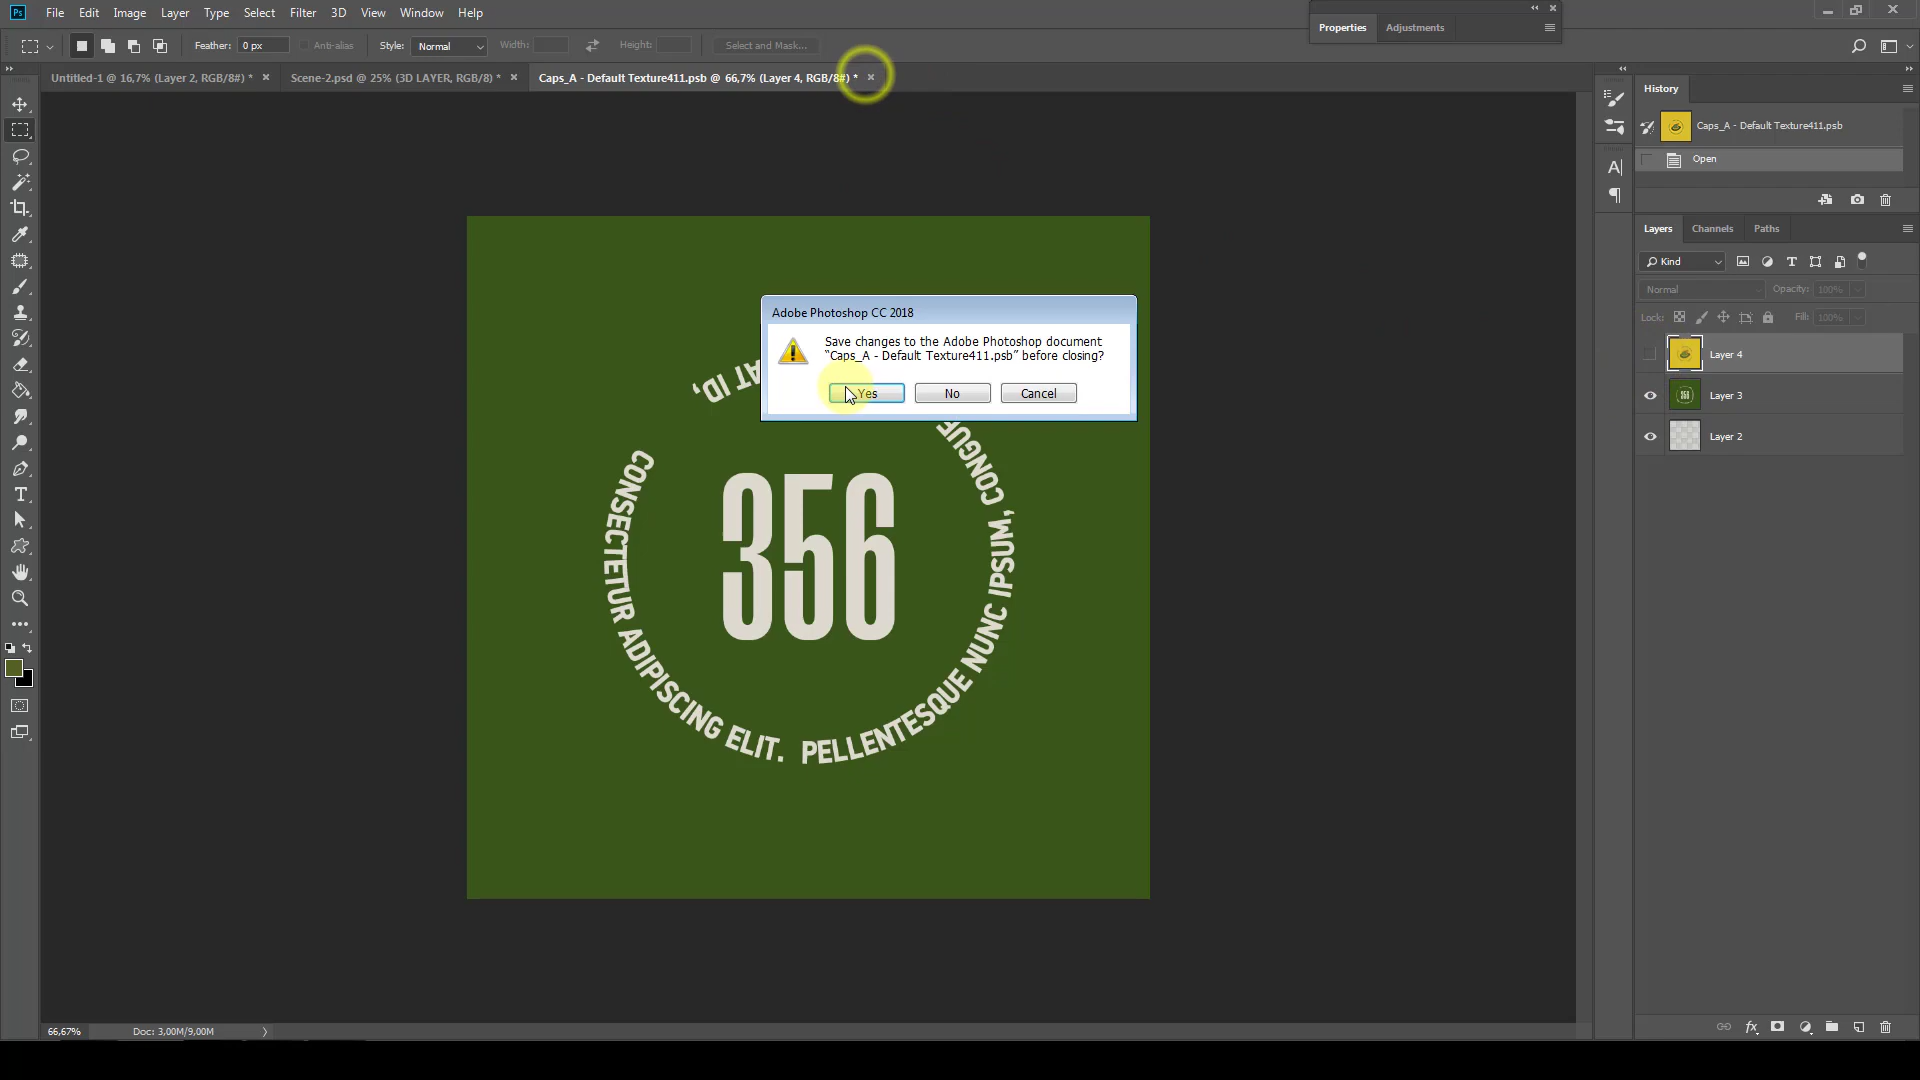 Ps File Edit Image Layer Type Select Filter 3D View Window Help
Properties Adjustments
Feather: 0 px Anti-alias Style: Normal Width: Height: Select and Mask...
Untitled-1 @ 16,7% (Layer 2, RGB/8#) *
Scene-2.psd @ 25% (3D LAYER, RGB/8) *
Caps_A - Default Texture411.psb @ 66,7% (Layer 4, RGB/8#) *
History
Caps_A - Default Texture411.psb
Open
Layers Channels Paths
Kind
Normal Opacity: 100%
Lock: Fill: 100%
Layer 4
Layer 3
Layer 2
Adobe Photoshop CC 2018
Save changes to the Adobe Photoshop document
“Caps_A - Default Texture411.psb” before closing?
Yes No Cancel
AT ID,
CONSECTETUR ADIPISCING ELIT. PELLENTESQUE NUNC IPSUM, CONGUE
356
66,67% Doc: 3,00M/9,00M